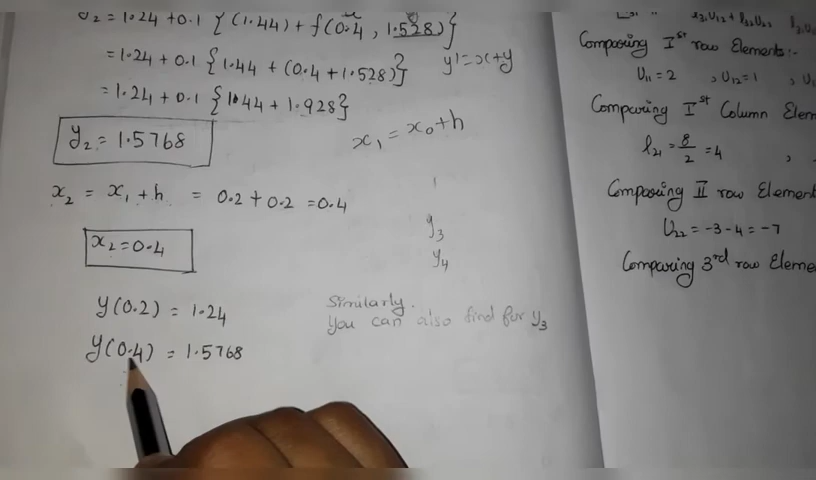 y₂ = 1.24 + 0.1 { (1.44) + f(0.4 , 1.528) }
= 1.24 + 0.1 { 1.44 + (0.4 + 1.528) }
y' = x+y
= 1.24 + 0.1 { 1.44 + 1.928 }
x₁ = x₀ + h
y₂ = 1.5768
x₂ = x₁ + h = 0.2 + 0.2 = 0.4
y₃
y₄
x₂ = 0.4
y(0.2) = 1.24
y(0.4) = 1.5768
Similarly.
You can also find for y₃
Comparing Iˢᵗ row Elements:-
U₁₁ = 2 , U₁₂ = 1 ,
Comparing Iˢᵗ Column
l₂₁ = 8/2 = 4 ,
Comparing II row
U₂₂ = -3 - 4 = -7
Comparing 3ʳᵈ row